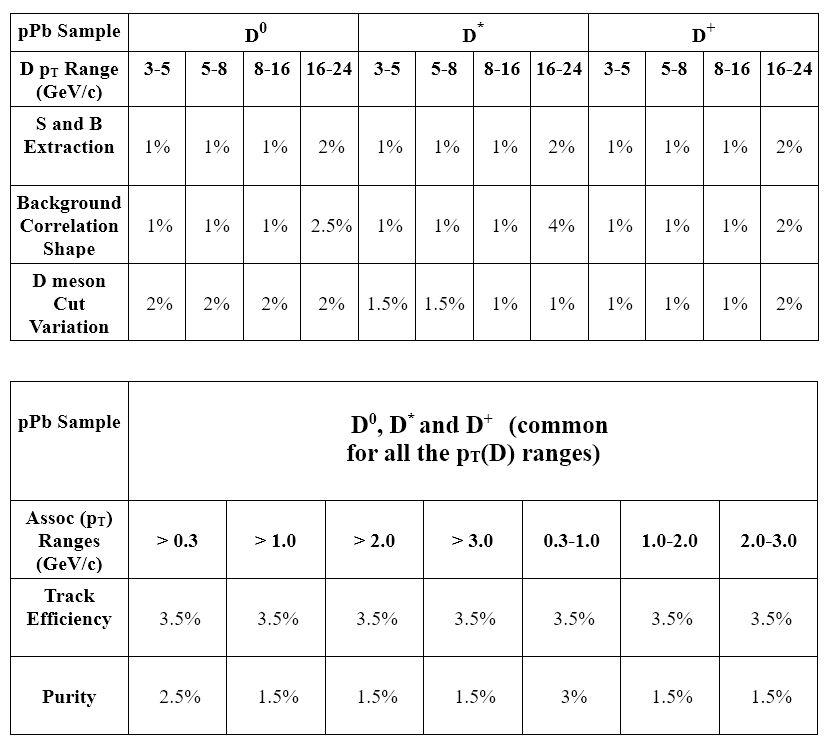 pPb Sample D⁰ D* D⁺
D pT Range (GeV/c) 3-5 5-8 8-16 16-24 3-5 5-8 8-16 16-24 3-5 5-8 8-16 16-24
S and B Extraction 1% 1% 1% 2% 1% 1% 1% 2% 1% 1% 1% 2%
Background Correlation Shape 1% 1% 1% 2.5% 1% 1% 1% 4% 1% 1% 1% 2%
D meson Cut Variation 2% 2% 2% 2% 1.5% 1.5% 1% 1% 1% 1% 1% 2%
pPb Sample
D⁰, D* and D⁺ (common
for all the pT(D) ranges)
Assoc (pT) Ranges (GeV/c) > 0.3 > 1.0 > 2.0 > 3.0 0.3-1.0 1.0-2.0 2.0-3.0
Track Efficiency 3.5% 3.5% 3.5% 3.5% 3.5% 3.5% 3.5%
Purity 2.5% 1.5% 1.5% 1.5% 3% 1.5% 1.5%